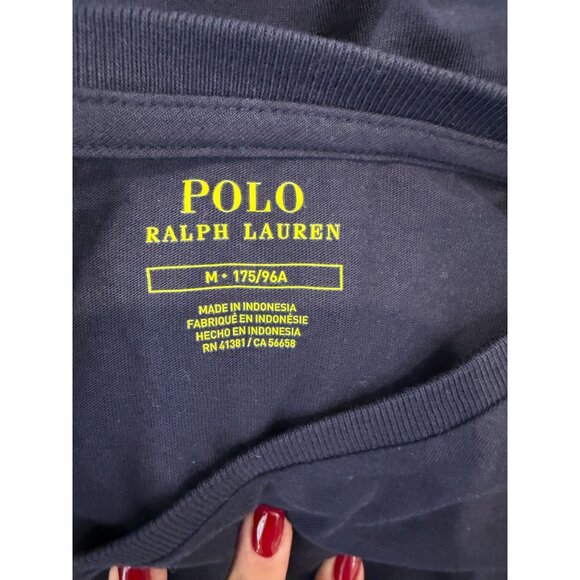 POLO
RALPH LAUREN
M • 175/96A
MADE IN INDONESIA
FABRIQUÉ EN INDONÉSIE
HECHO EN INDONESIA
RN 41381 / CA 56658